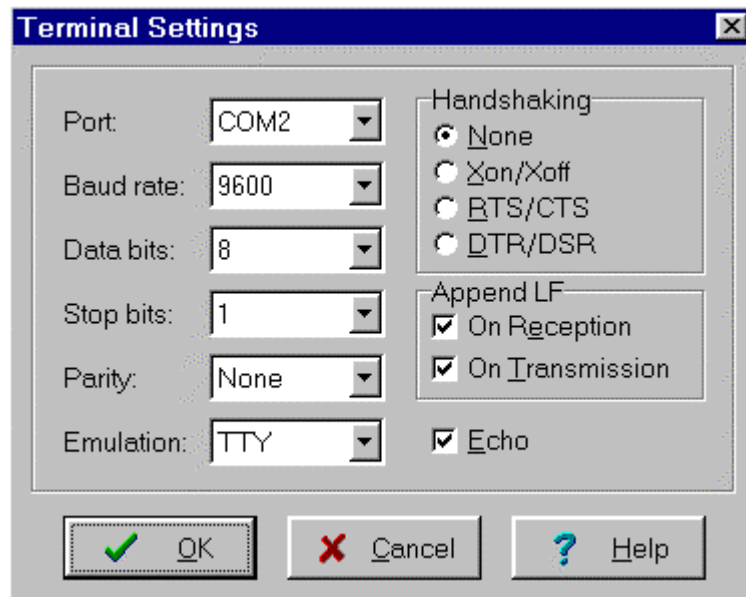 Terminal Settings
Port: COM2
Baud rate: 9600
Data bits: 8
Stop bits: 1
Parity: None
Emulation: TTY
Handshaking
None
Xon/Xoff
RTS/CTS
DTR/DSR
Append LF
On Reception
On Transmission
Echo
OK Cancel ? Help